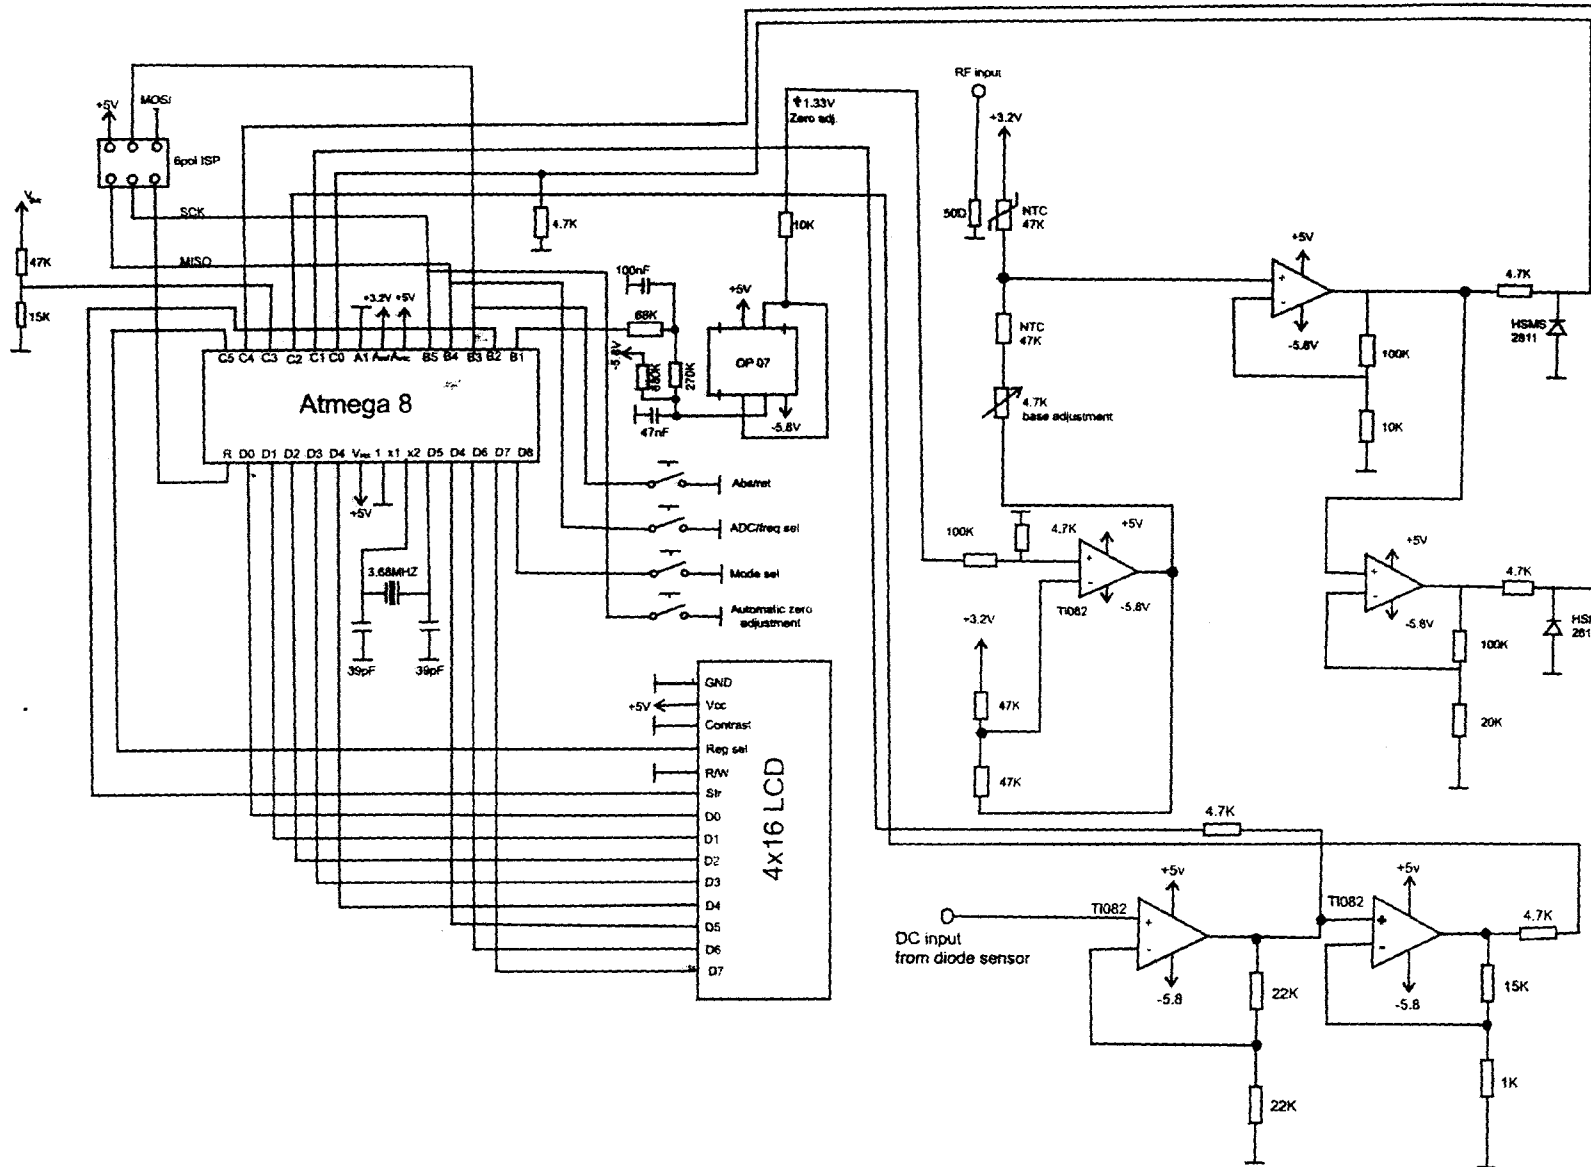 RF input
+5V
MOSI
+1.33V
Zero adj.
+3.2V
6pol ISP
50Ω
NTC
47K
SCK
10K
4.7K
+5V
4.7K
47K
MISO
100nF
HSMS
2811
+3.2V +5V
+5V
-5.8V
100K
15K
68K
NTC
47K
C5 C4 C3 C2 C1 C0 A1 B5 B4 B3 B2 B1
-5.8V
680K
270K
OP 07
Atmega 8
4.7K
base adjustment
10K
47nF
-5.8V
R D0 D1 D2 D3 D4 1 x1 x2 D5 D4 D6 D7 D8
+5V
Abs/rel
ADC/freq sel
100K
4.7K
+5V
+5V
3.68MHZ
Mode sel
4.7K
Tl082
-5.8V
-5.8V
Automatic zero
adjustment
+3.2V
100K
39pF
39pF
GND
+5V
Vcc
Contrast
47K
20K
Reg sel
R/W
47K
Str
D0
4.7K
D1
D2
D3
D4
D5
D6
D7
4x16 LCD
+5v
+5v
Tl082
Tl082
4.7K
DC input
from diode sensor
-5.8
-5.8
22K
15K
22K
1K